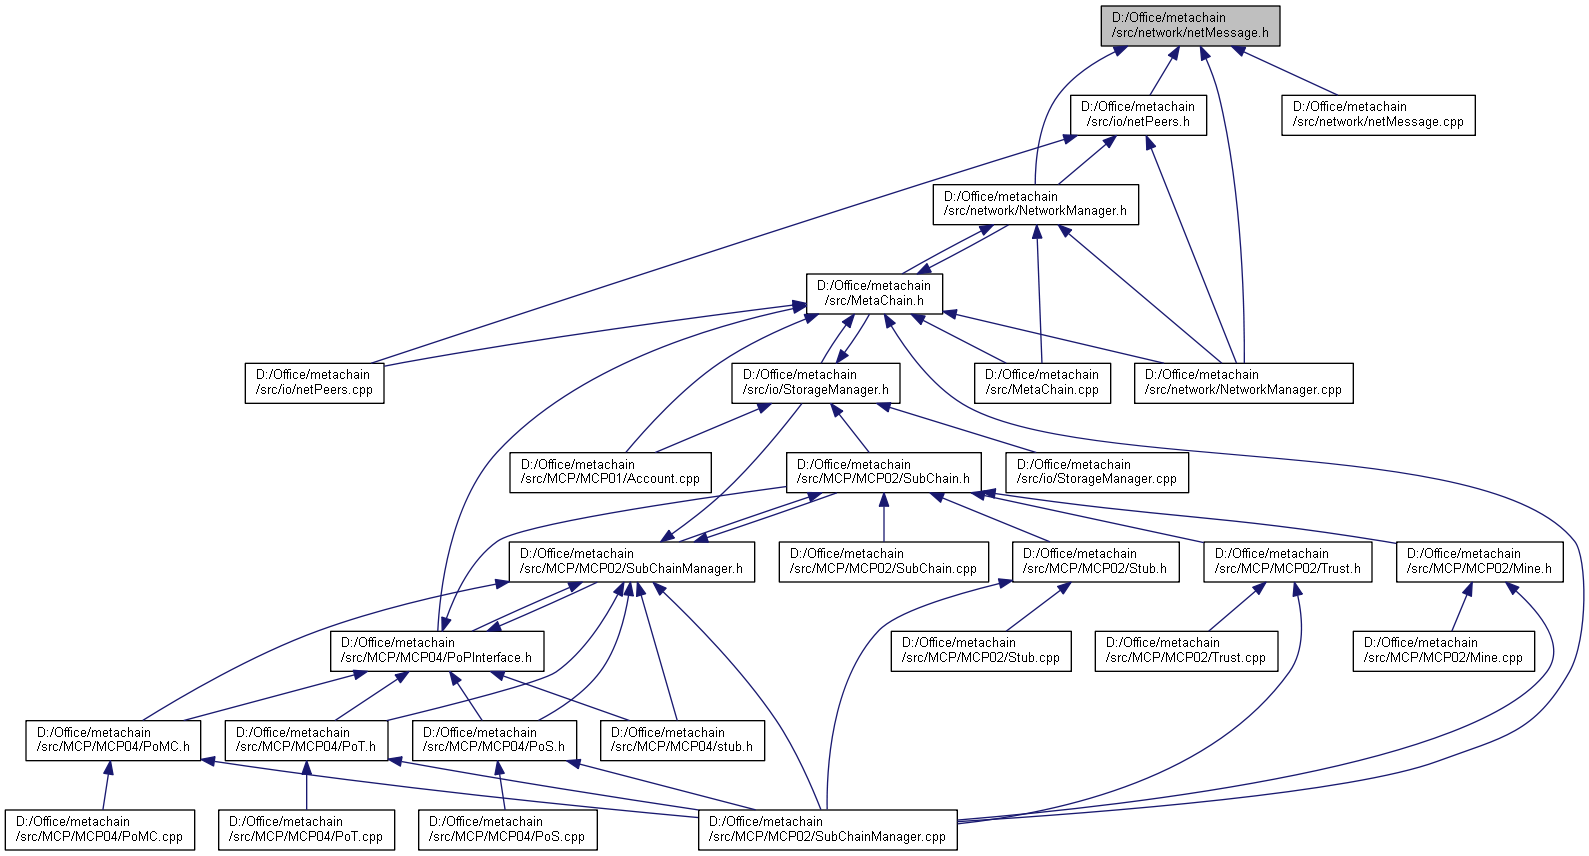 D:/Office/metachain
/src/network/netMessage.h
D:/Office/metachain
/src/io/netPeers.h
D:/Office/metachain
/src/network/netMessage.cpp
D:/Office/metachain
/src/network/NetworkManager.h
D:/Office/metachain
/src/MetaChain.h
D:/Office/metachain
/src/io/netPeers.cpp
D:/Office/metachain
/src/io/StorageManager.h
D:/Office/metachain
/src/MetaChain.cpp
D:/Office/metachain
/src/network/NetworkManager.cpp
D:/Office/metachain
/src/MCP/MCP01/Account.cpp
D:/Office/metachain
/src/MCP/MCP02/SubChain.h
D:/Office/metachain
/src/io/StorageManager.cpp
D:/Office/metachain
/src/MCP/MCP02/SubChainManager.h
D:/Office/metachain
/src/MCP/MCP02/SubChain.cpp
D:/Office/metachain
/src/MCP/MCP02/Stub.h
D:/Office/metachain
/src/MCP/MCP02/Trust.h
D:/Office/metachain
/src/MCP/MCP02/Mine.h
D:/Office/metachain
/src/MCP/MCP04/PoPInterface.h
D:/Office/metachain
/src/MCP/MCP02/Stub.cpp
D:/Office/metachain
/src/MCP/MCP02/Trust.cpp
D:/Office/metachain
/src/MCP/MCP02/Mine.cpp
D:/Office/metachain
/src/MCP/MCP04/PoMC.h
D:/Office/metachain
/src/MCP/MCP04/PoT.h
D:/Office/metachain
/src/MCP/MCP04/PoS.h
D:/Office/metachain
/src/MCP/MCP04/stub.h
D:/Office/metachain
/src/MCP/MCP04/PoMC.cpp
D:/Office/metachain
/src/MCP/MCP04/PoT.cpp
D:/Office/metachain
/src/MCP/MCP04/PoS.cpp
D:/Office/metachain
/src/MCP/MCP02/SubChainManager.cpp